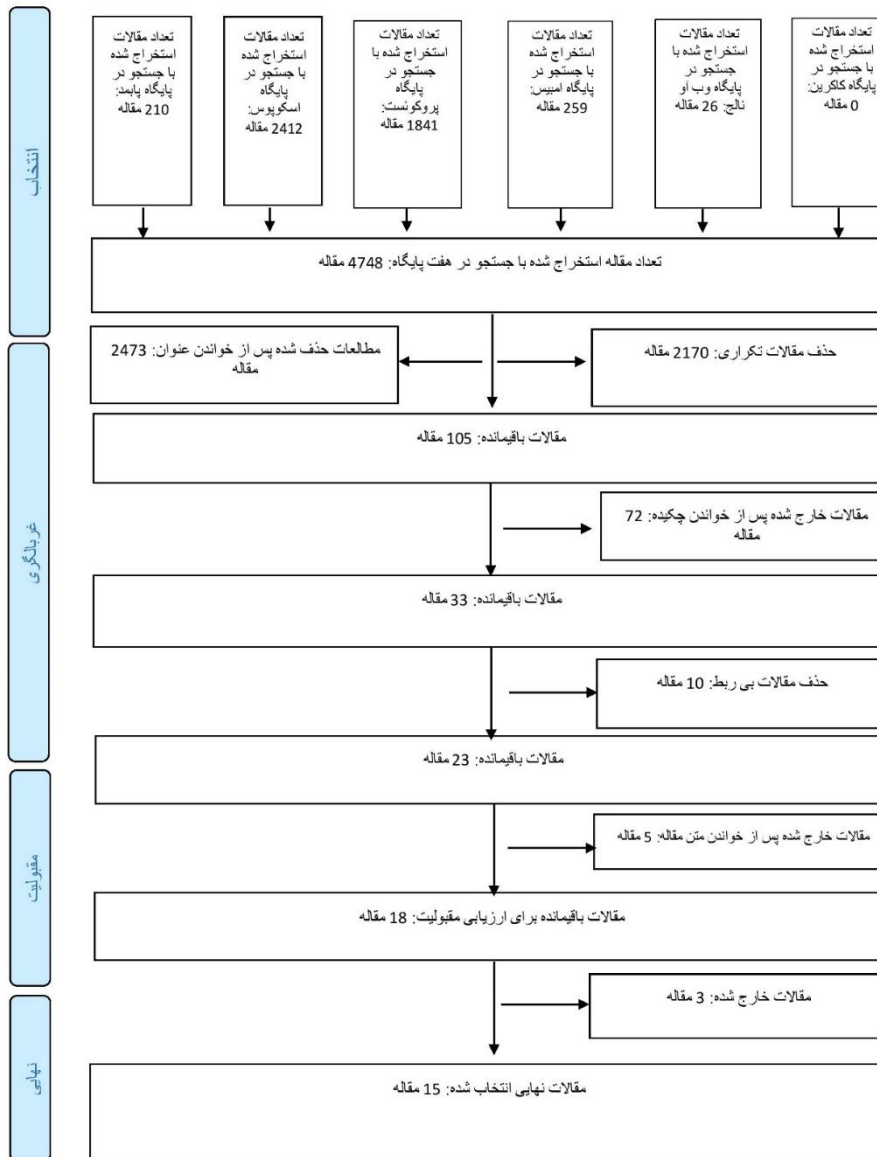 تعداد مقالات
استخراج شده
با جستجو در
پایگاه کاکرین:
0 مقاله
تعداد مقالات
استخراج شده با
جستجو در
پایگاه وب او
نالج: 26 مقاله
تعداد مقالات
استخراج شده
با جستجو در
پایگاه امبیس:
259 مقاله
تعداد مقالات
استخراج شده با
جستجو در
پایگاه
پروکوئست:
1841 مقاله
تعداد مقالات
استخراج شده
با جستجو در
پایگاه
اسکوپوس:
2412 مقاله
تعداد مقالات
استخراج شده
با جستجو در
پایگاه پابمد:
210 مقاله
انتخاب
تعداد مقاله استخراج شده با جستجو در هفت پایگاه: 4748 مقاله
حذف مقالات تکراری: 2170 مقاله
مطالعات حذف شده پس از خواندن عنوان: 2473
مقاله
مقالات باقیمانده: 105 مقاله
مقالات خارج شده پس از خواندن چکیده: 72
مقاله
غربالگری
مقالات باقیمانده: 33 مقاله
حذف مقالات بی ربط: 10 مقاله
مقالات باقیمانده: 23 مقاله
مقالات خارج شده پس از خواندن متن مقاله: 5 مقاله
مقبولیت
مقالات باقیمانده برای ارزیابی مقبولیت: 18 مقاله
مقالات خارج شده: 3 مقاله
نهایی
مقالات نهایی انتخاب شده: 15 مقاله